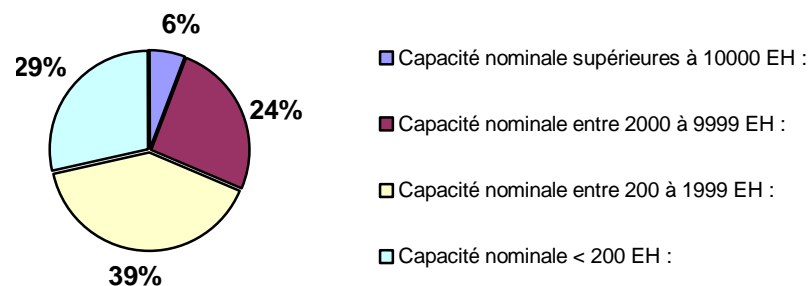 6%
29%
24%
39%
Capacité nominale supérieures à 10000 EH :
Capacité nominale entre 2000 à 9999 EH :
Capacité nominale entre 200 à 1999 EH :
Capacité nominale < 200 EH :